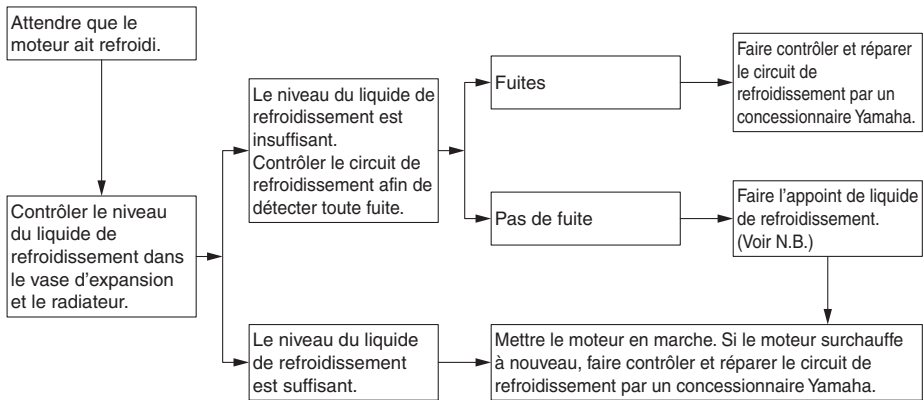 Attendre que le
moteur ait refroidi.
Contrôler le niveau
du liquide de
refroidissement dans
le vase d’expansion
et le radiateur.
Le niveau du liquide de
refroidissement est
insuffisant.
Contrôler le circuit de
refroidissement afin de
détecter toute fuite.
Fuites
Faire contrôler et réparer
le circuit de
refroidissement par un
concessionnaire Yamaha.
Pas de fuite
Faire l’appoint de liquide
de refroidissement.
(Voir N.B.)
Le niveau du liquide
de refroidissement
est suffisant.
Mettre le moteur en marche. Si le moteur surchauffe
à nouveau, faire contrôler et réparer le circuit de
refroidissement par un concessionnaire Yamaha.